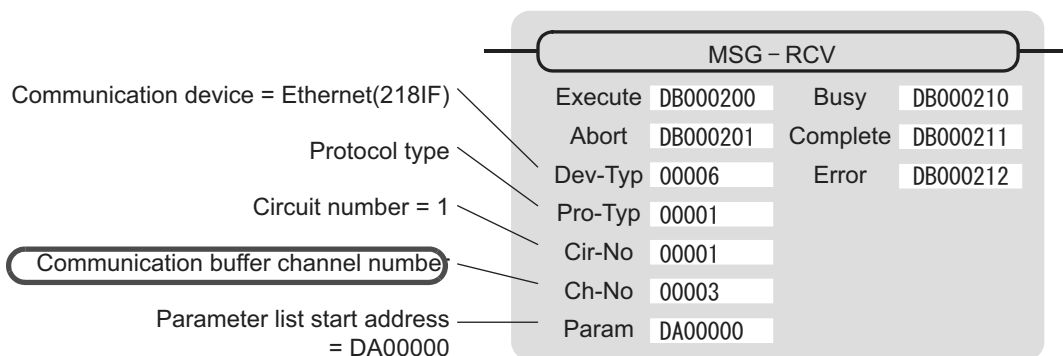 MSG-RCV
Communication device = Ethernet(218IF)
Execute DB000200 Busy DB000210
Protocol type
Abort DB000201 Complete DB000211
Dev-Typ 00006 Error DB000212
Circuit number = 1
Pro-Typ 00001
Cir-No 00001
Communication buffer channel number
Ch-No 00003
Parameter list start address
= DA00000
Param DA00000